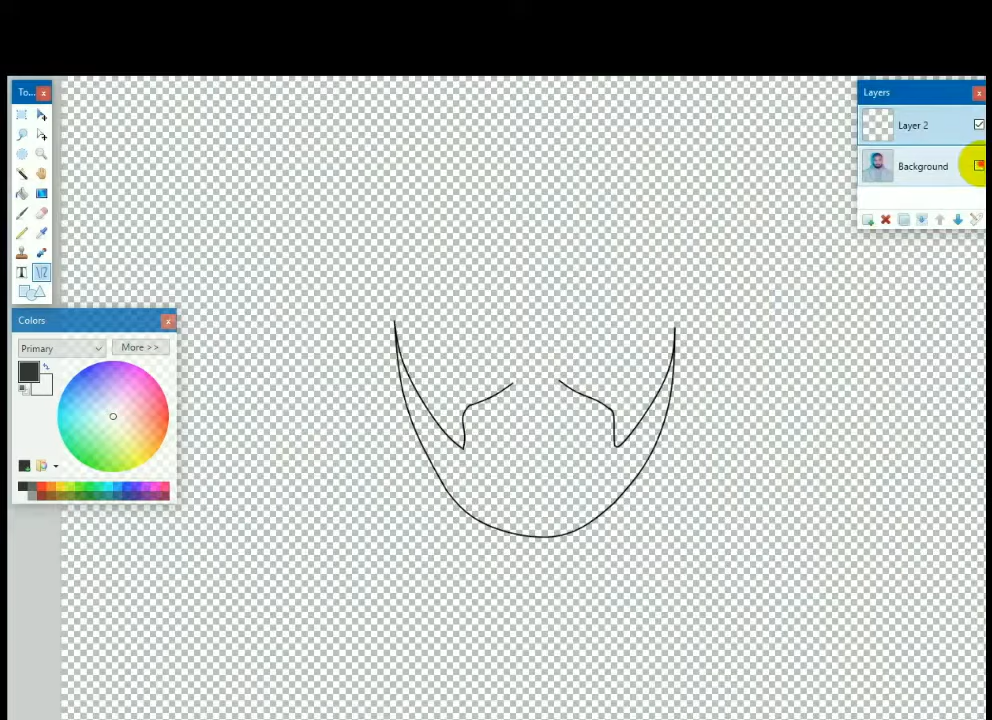 To...
Layers
Layer 2
Background
Colors
Primary
More >>
T